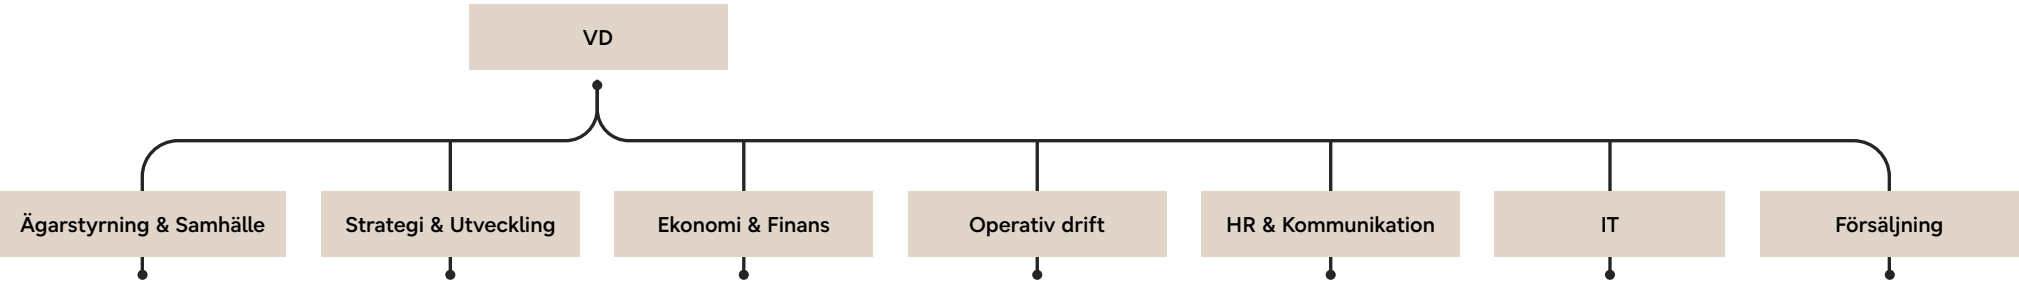 VD
Ägarstyrning & Samhälle
Strategi & Utveckling
Ekonomi & Finans
Operativ drift
HR & Kommunikation
IT
Försäljning